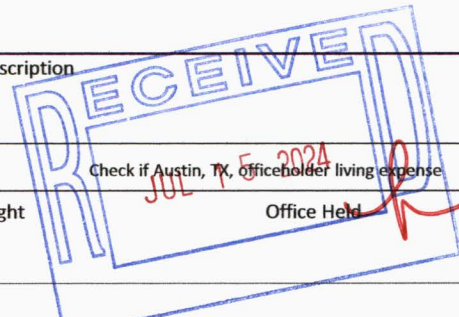 scription
RECEIVED
Check if Austin, TX, officeholder living expense
JUL 15 2024
ght Office Held